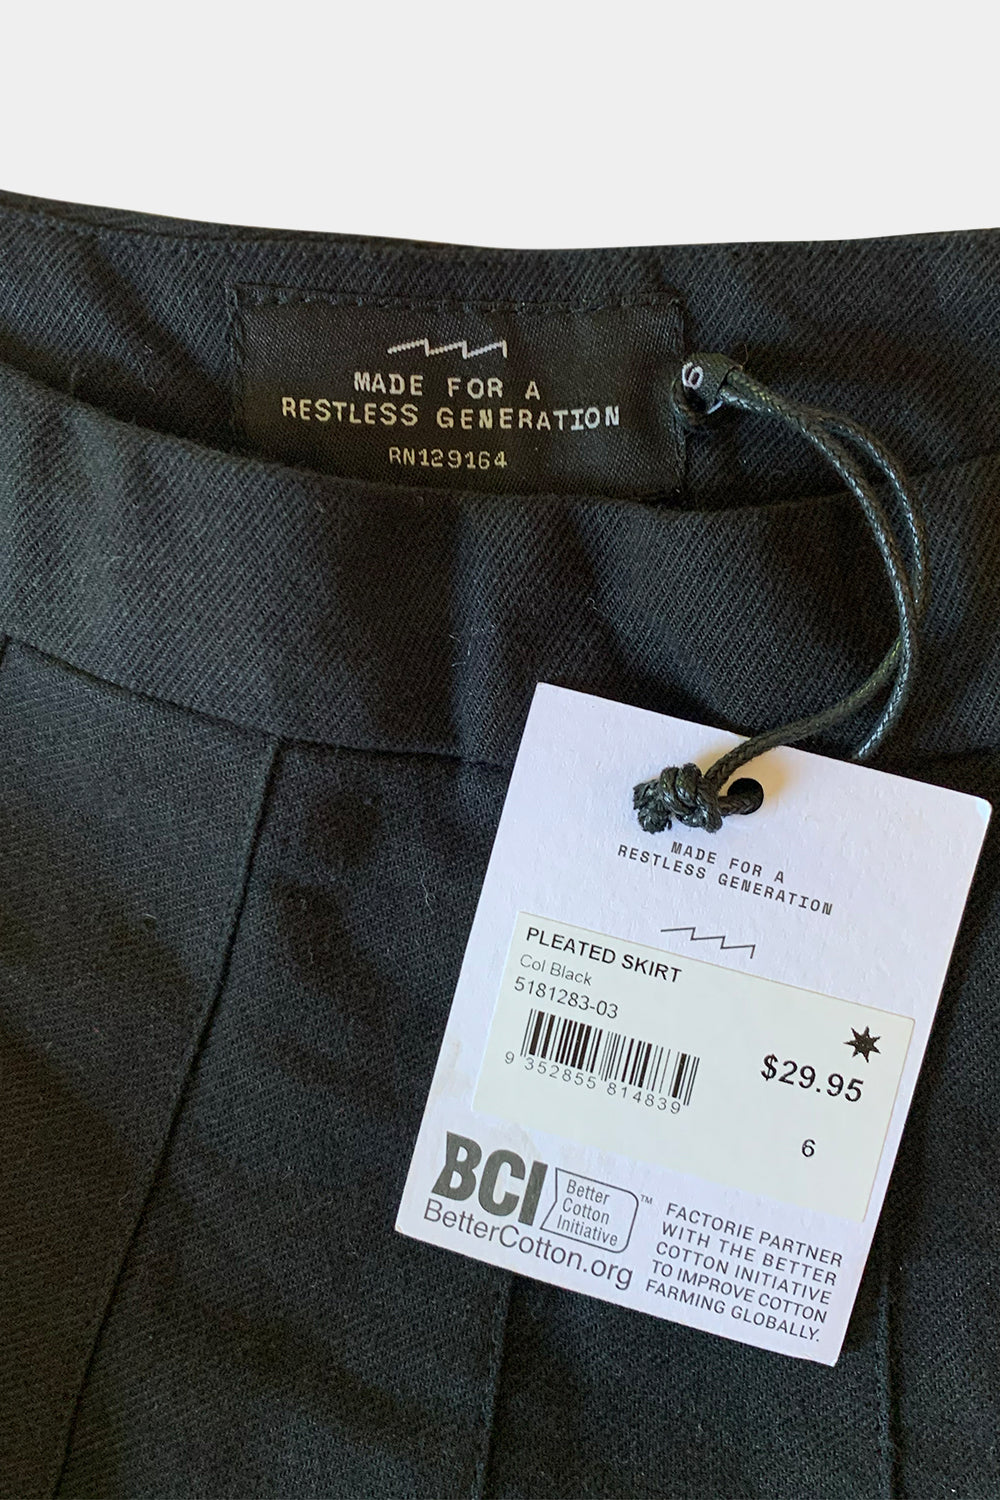 MADE FOR A
RESTLESS GENERATION
RN129164
6
MADE FOR A
RESTLESS GENERATION
PLEATED SKIRT
Col Black
5181283-03
9 352855 814839
$29.95
6
BCI
Better
Cotton
Initiative
™
BetterCotton.org
FACTORIE PARTNER
WITH THE BETTER
COTTON INITIATIVE
TO IMPROVE COTTON
FARMING GLOBALLY.